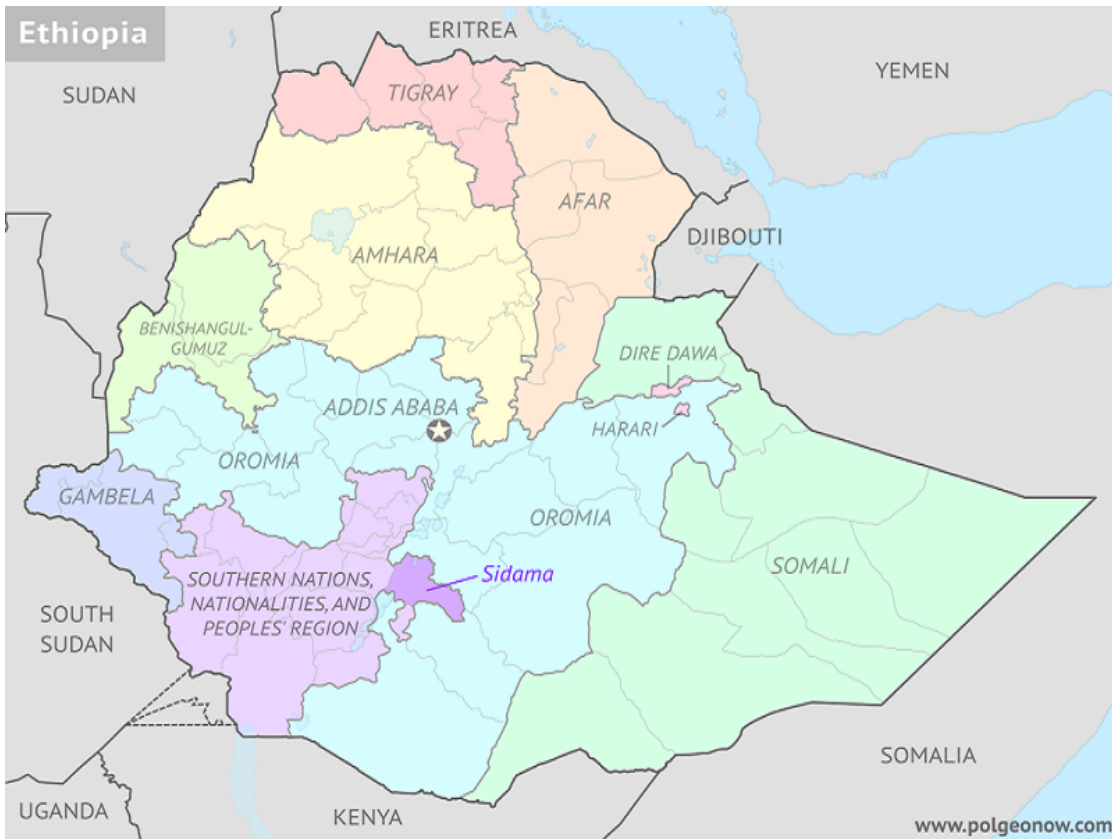 Ethiopia
ERITREA
YEMEN
SUDAN
TIGRAY
AFAR
DJIBOUTI
AMHARA
BENISHANGUL-
GUMUZ
DIRE DAWA
ADDIS ABABA
HARARI
OROMIA
GAMBELA
OROMIA
SOMALI
Sidama
SOUTHERN NATIONS,
NATIONALITIES, AND
PEOPLES' REGION
SOUTH
SUDAN
SOMALIA
UGANDA
KENYA
www.polgeonow.com